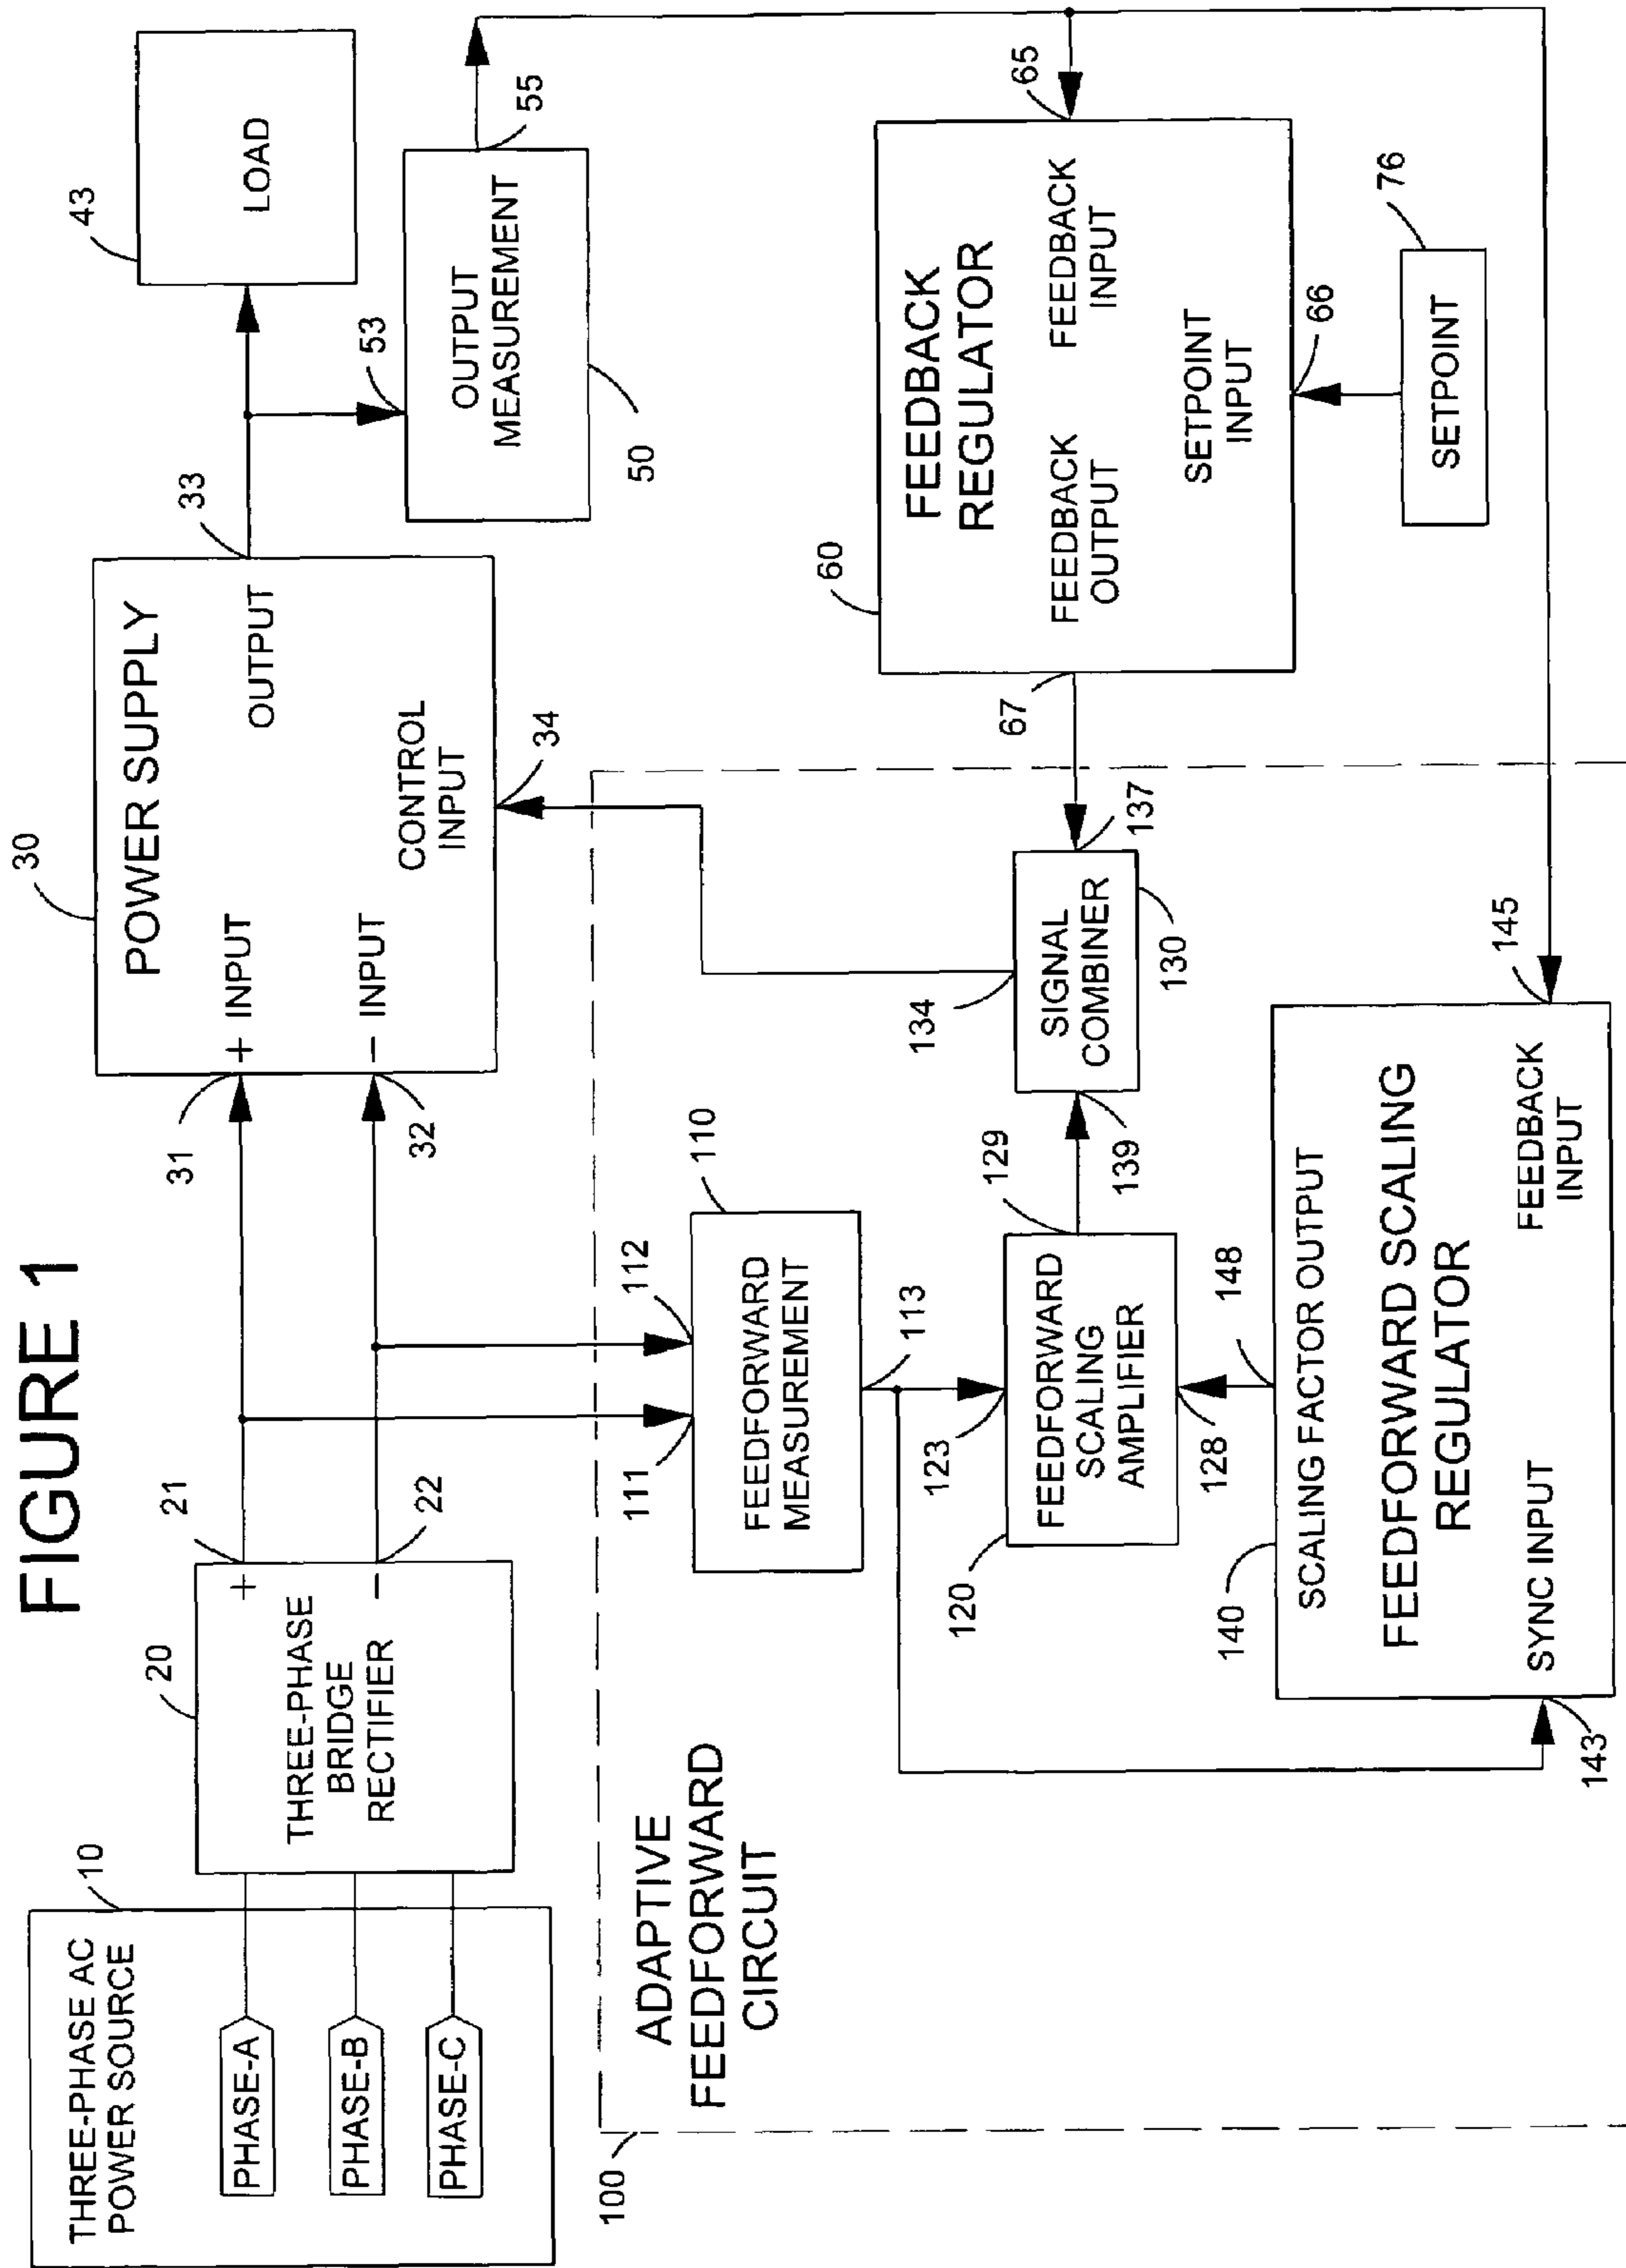 FIGURE 1
THREE-PHASE AC
POWER SOURCE
10
PHASE-A
PHASE-B
PHASE-C
20
THREE-PHASE
BRIDGE
RECTIFIER
+
−
21
22
30
POWER SUPPLY
31
+ INPUT
32
− INPUT
OUTPUT
33
CONTROL
INPUT
34
43
LOAD
53
OUTPUT
MEASUREMENT
50
55
100
ADAPTIVE
FEEDFORWARD
CIRCUIT
111
112
110
FEEDFORWARD
MEASUREMENT
113
123
120
FEEDFORWARD
SCALING
AMPLIFIER
129
128
139
SIGNAL
COMBINER
134
137
130
60
FEEDBACK
REGULATOR
67
FEEDBACK
OUTPUT
FEEDBACK
INPUT
65
SETPOINT
INPUT
66
SETPOINT
76
140
148
SCALING FACTOR OUTPUT
FEEDFORWARD SCALING
REGULATOR
SYNC INPUT
143
FEEDBACK
INPUT
145